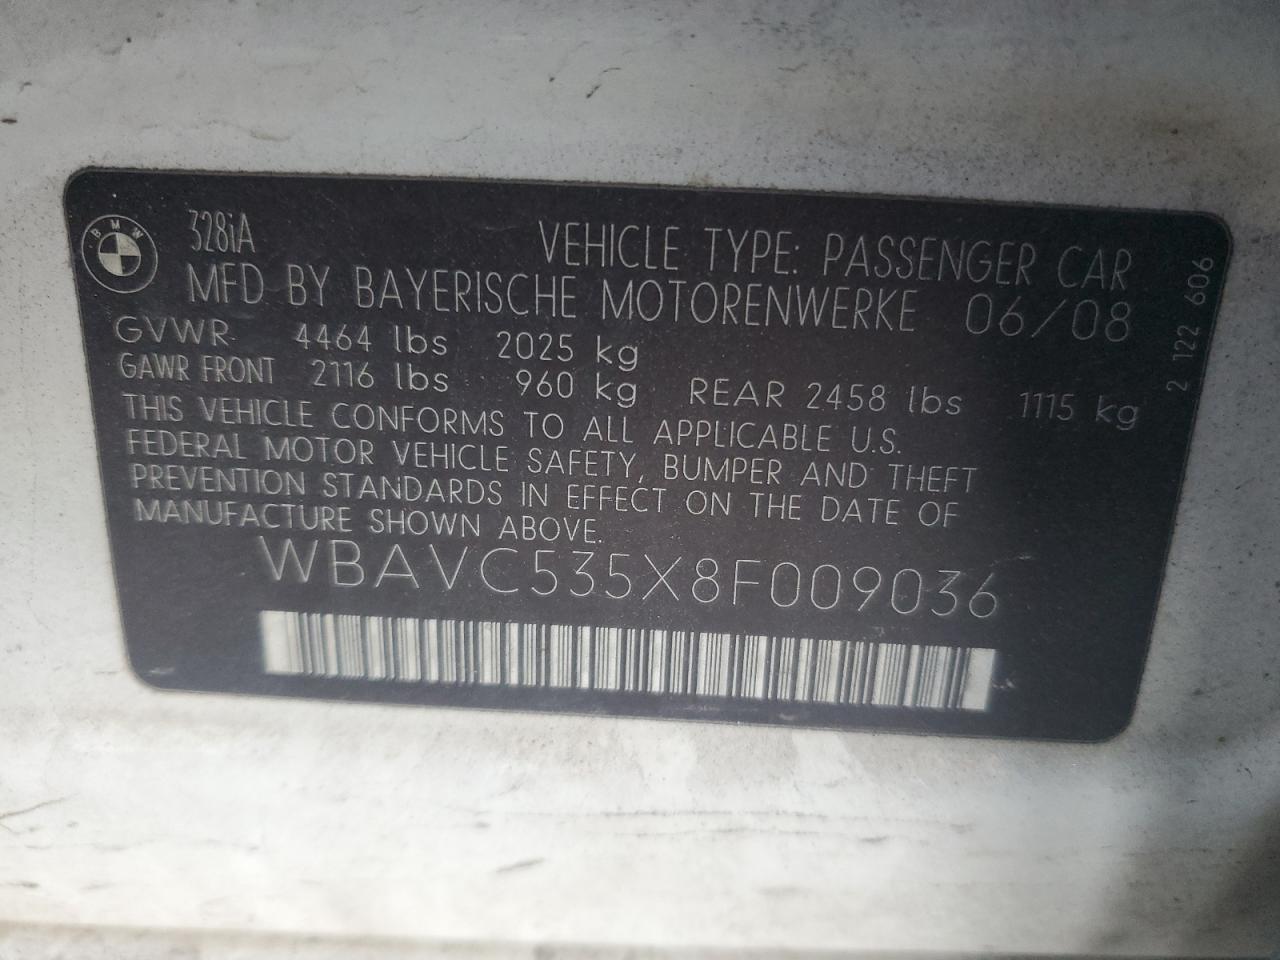 BMW
328iA
VEHICLE TYPE: PASSENGER CAR
MFD BY BAYERISCHE MOTORENWERKE 06/08
GVWR 4464 lbs 2025 kg
GAWR FRONT 2116 lbs 960 kg REAR 2458 lbs 1115 kg
THIS VEHICLE CONFORMS TO ALL APPLICABLE U.S.
FEDERAL MOTOR VEHICLE SAFETY, BUMPER AND THEFT
PREVENTION STANDARDS IN EFFECT ON THE DATE OF
MANUFACTURE SHOWN ABOVE.
WBAVC535X8F009036
2 122 606